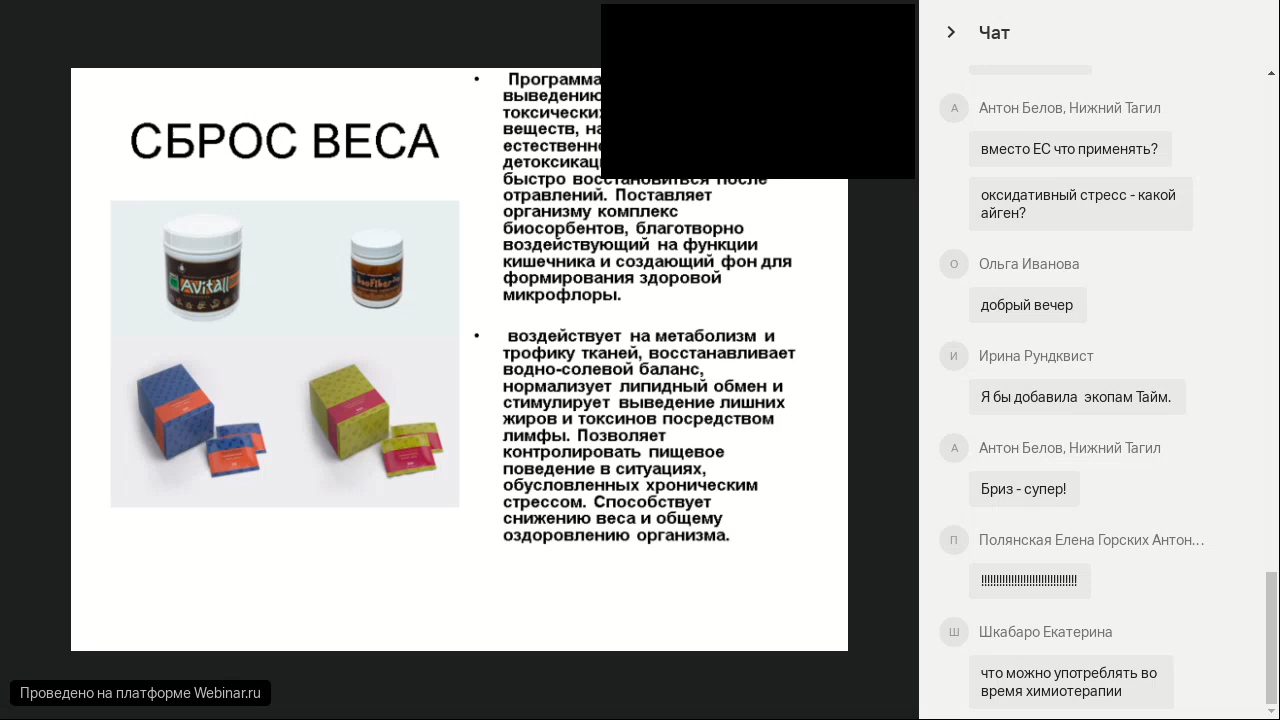 СБРОС ВЕСА
Avitall
• Программа
выведению
токсических
веществ, на
естественн
детоксикац
быстро восстановиться после
отравлений. Поставляет
организму комплекс
биосорбентов, благотворно
воздействующий на функции
кишечника и создающий фон для
формирования здоровой
микрофлоры.
• воздействует на метаболизм и
трофику тканей, восстанавливает
водно-солевой баланс,
нормализует липидный обмен и
стимулирует выведение лишних
жиров и токсинов посредством
лимфы. Позволяет
контролировать пищевое
поведение в ситуациях,
обусловленных хроническим
стрессом. Способствует
снижению веса и общему
оздоровлению организма.
Проведено на платформе Webinar.ru
Чат
А
Антон Белов, Нижний Тагил
вместо ЕС что применять?
оксидативный стресс - какой
айген?
О
Ольга Иванова
добрый вечер
И
Ирина Рундквист
Я бы добавила экопам Тайм.
А
Антон Белов, Нижний Тагил
Бриз - супер!
П
Полянская Елена Горских Антон...
!!!!!!!!!!!!!!!!!!!!!!!!!!!!!!!!
Ш
Шкабаро Екатерина
что можно употреблять во
время химиотерапии